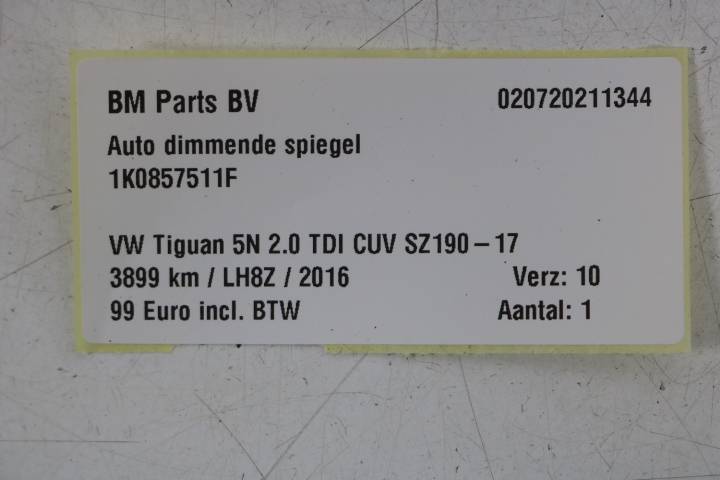 BM Parts BV 020720211344
Auto dimmende spiegel
1K0857511F
VW Tiguan 5N 2.0 TDI CUV SZ190 – 17
3899 km / LH8Z / 2016 Verz: 10
99 Euro incl. BTW Aantal: 1